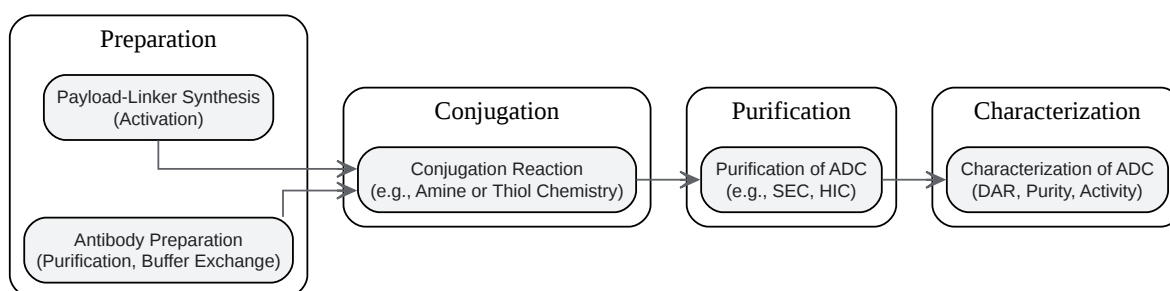 Preparation
Payload-Linker Synthesis
(Activation)
Antibody Preparation
(Purification, Buffer Exchange)
Conjugation
Conjugation Reaction
(e.g., Amine or Thiol Chemistry)
Purification
Purification of ADC
(e.g., SEC, HIC)
Characterization
Characterization of ADC
(DAR, Purity, Activity)